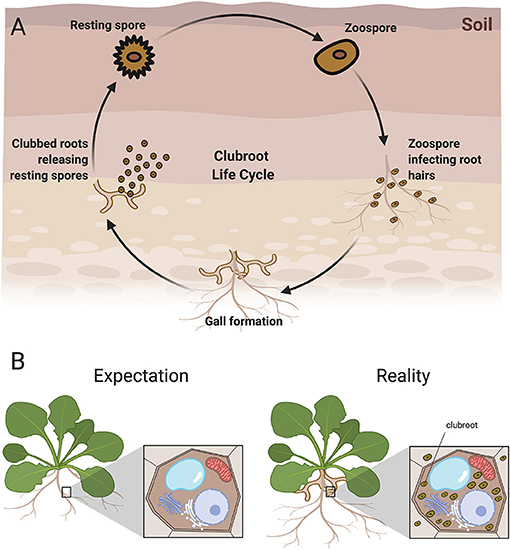 A
Resting spore
Zoospore
Soil
Clubbed roots
releasing
resting spores
Clubroot
Life Cycle
Zoospore
infecting root
hairs
Gall formation
B
Expectation
Reality
clubroot